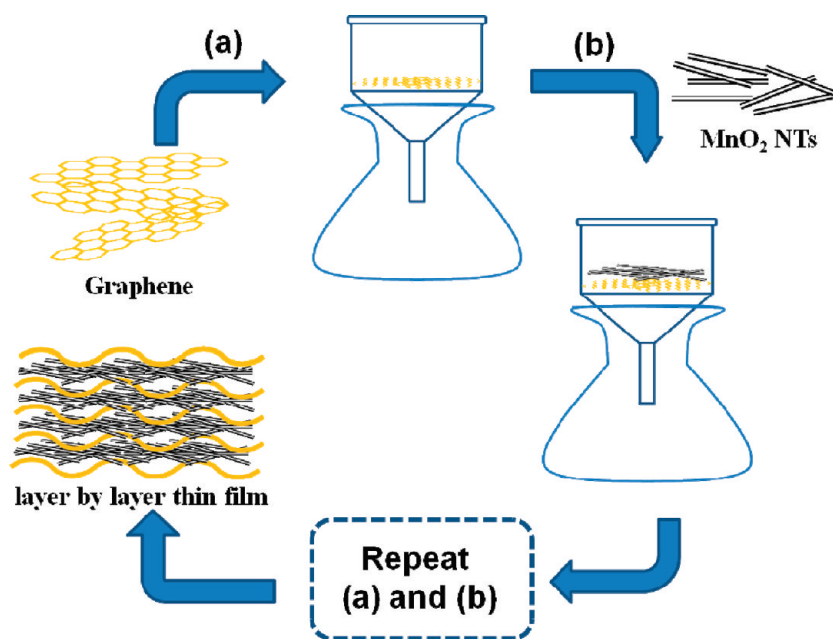 (a)
(b)
MnO₂ NTs
Graphene
layer by layer thin film
Repeat
(a) and (b)